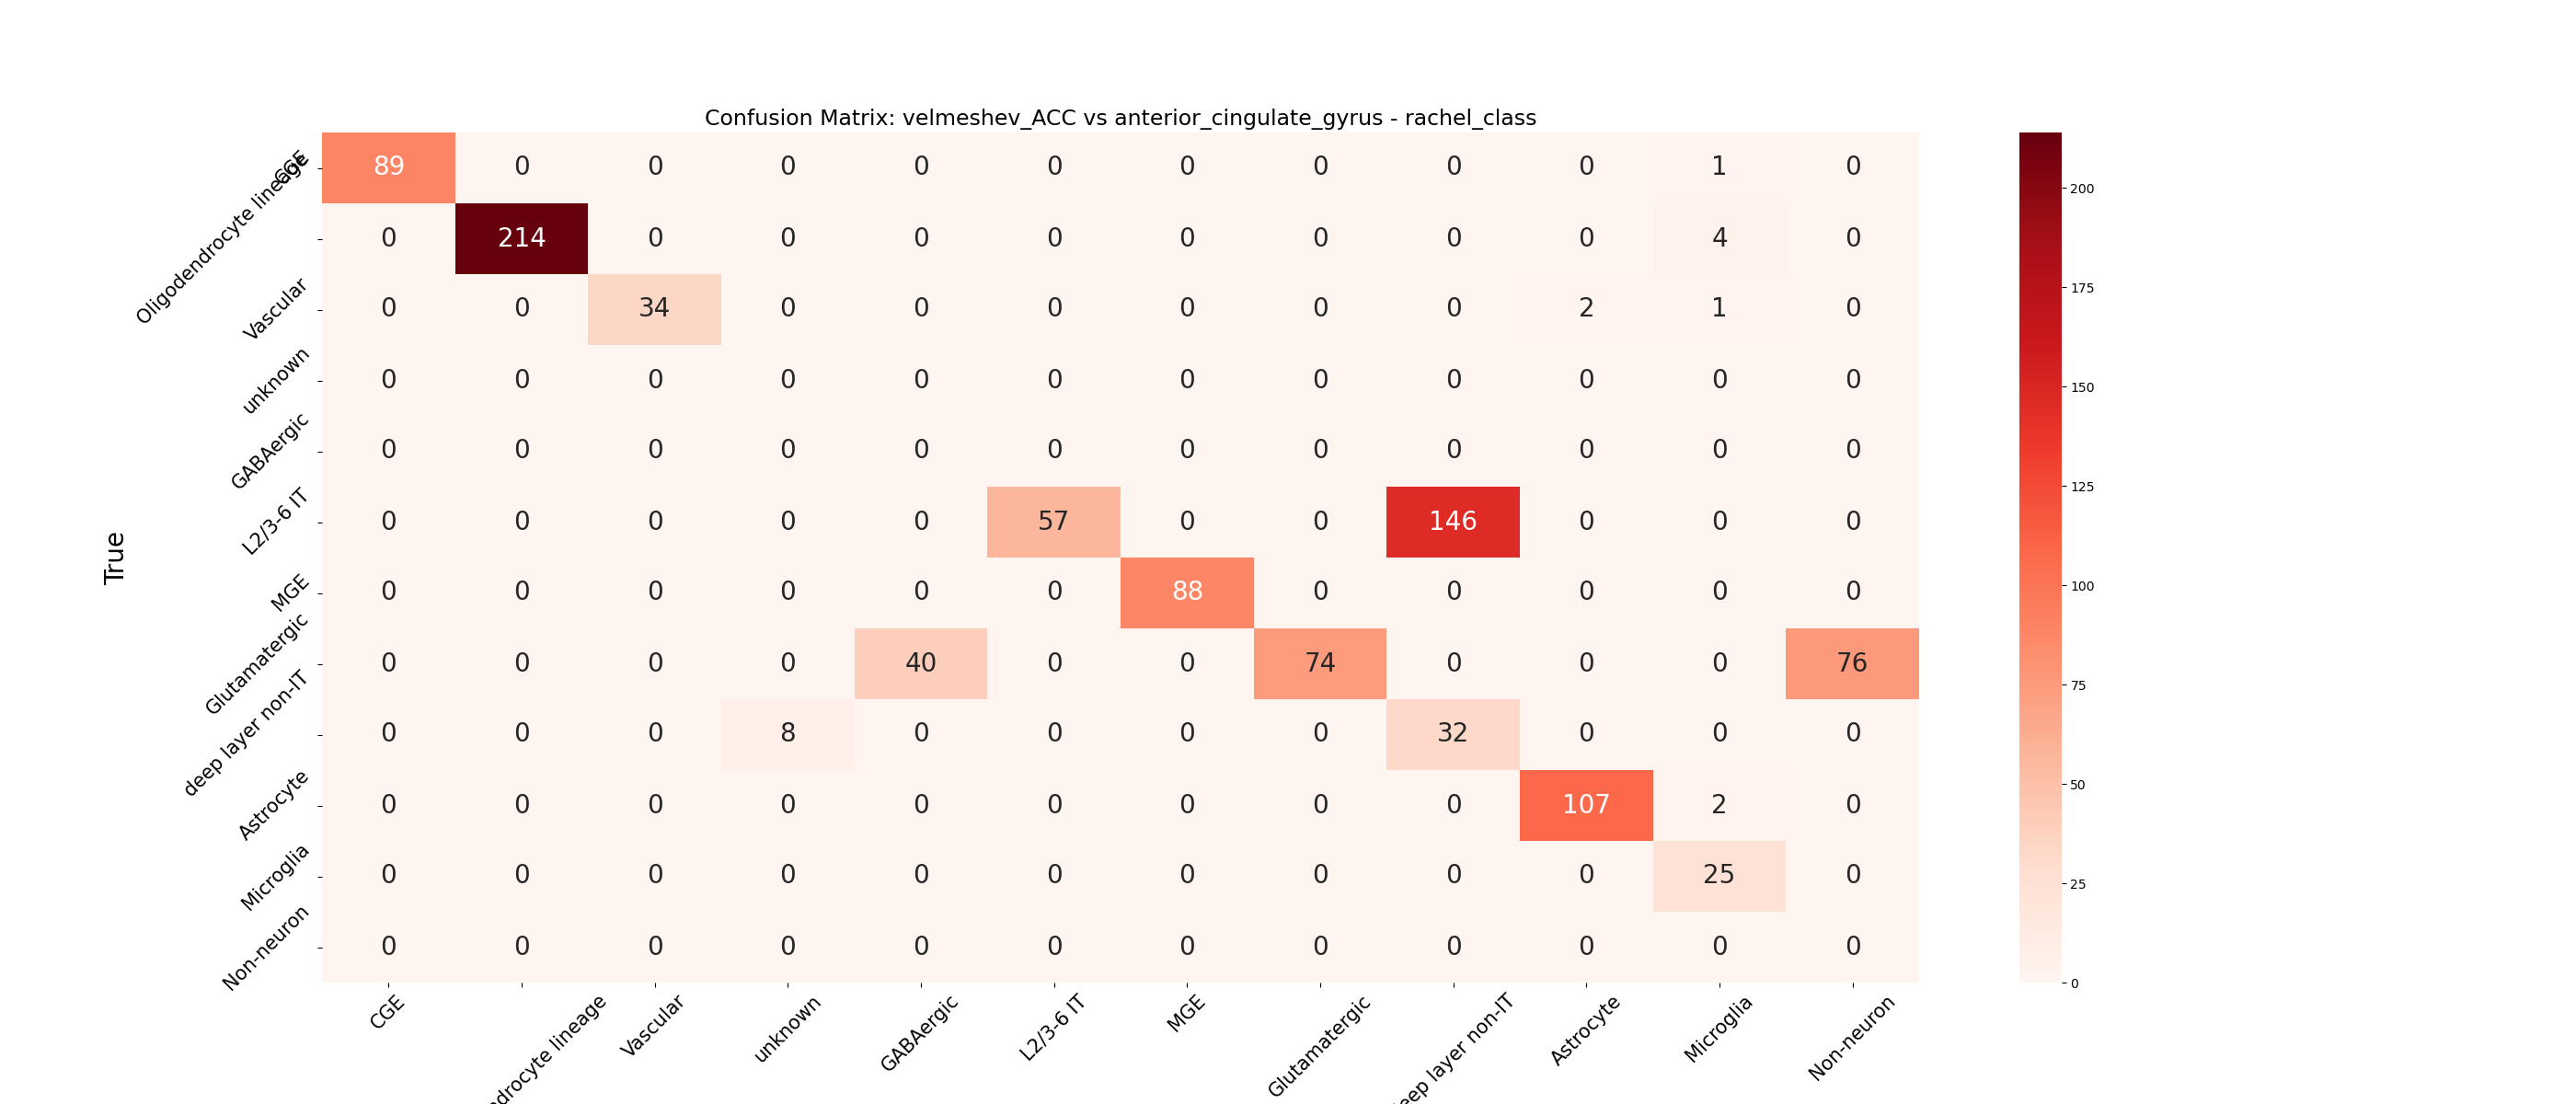 Confusion Matrix: velmeshev_ACC vs anterior_cingulate_gyrus - rachel_class
True
CGE 89 0 0 0 0 0 0 0 0 0 1 0
Oligodendrocyte lineage 0 214 0 0 0 0 0 0 0 0 4 0
Vascular 0 0 34 0 0 0 0 0 0 2 1 0
unknown 0 0 0 0 0 0 0 0 0 0 0 0
GABAergic 0 0 0 0 0 0 0 0 0 0 0 0
L2/3-6 IT 0 0 0 0 0 57 0 0 146 0 0 0
MGE 0 0 0 0 0 0 88 0 0 0 0 0
Glutamatergic 0 0 0 0 40 0 0 74 0 0 0 76
deep layer non-IT 0 0 0 8 0 0 0 0 32 0 0 0
Astrocyte 0 0 0 0 0 0 0 0 0 107 2 0
Microglia 0 0 0 0 0 0 0 0 0 0 25 0
Non-neuron 0 0 0 0 0 0 0 0 0 0 0 0
CGE ndrocyte lineage Vascular unknown GABAergic L2/3-6 IT MGE Glutamatergic eep layer non-IT Astrocyte Microglia Non-neuron
200
175
150
125
100
75
50
25
0